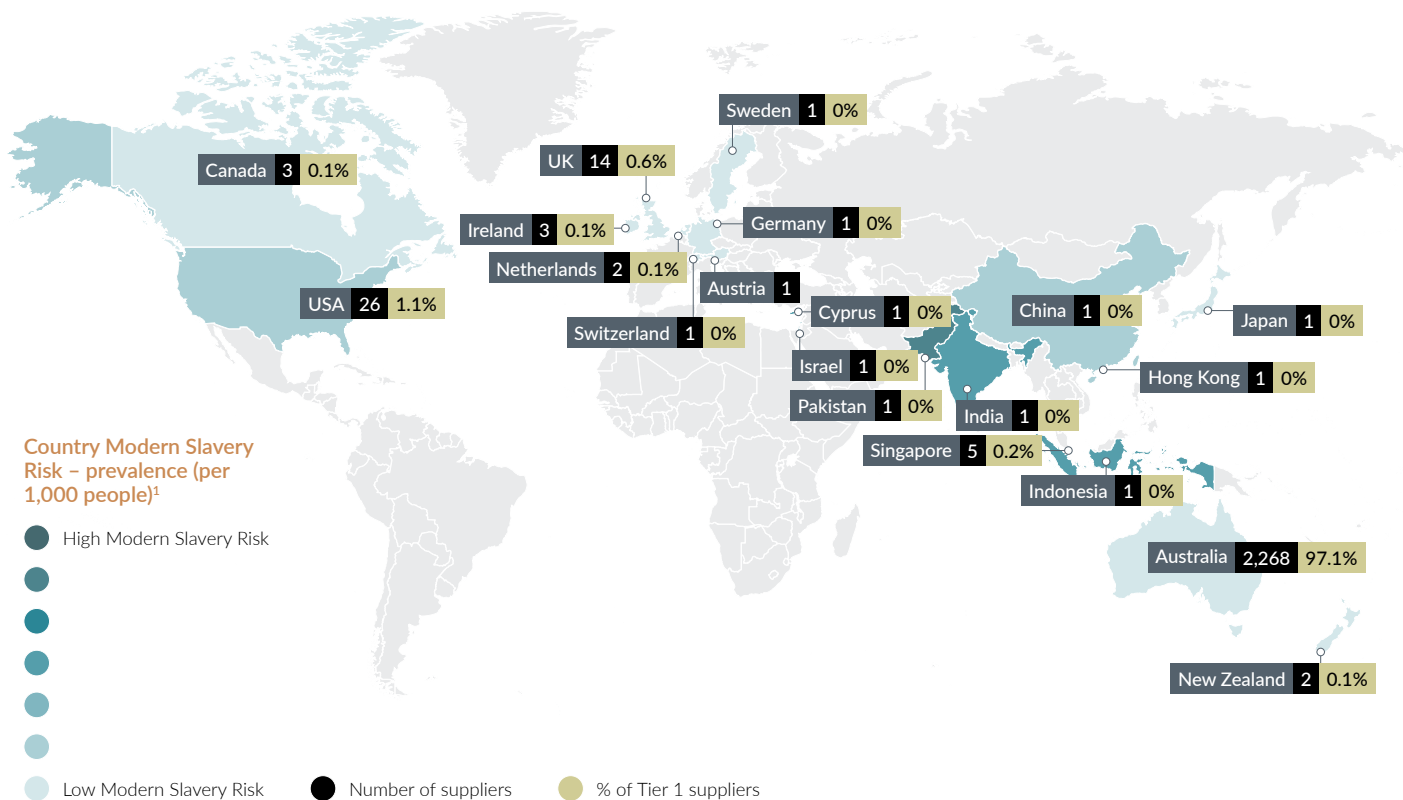 Sweden 1 0%
UK 14 0.6%
Canada 3 0.1%
Ireland 3 0.1%
Germany 1 0%
Netherlands 2 0.1%
Austria 1
USA 26 1.1%
Cyprus 1 0%
China 1 0%
Japan 1 0%
Switzerland 1 0%
Israel 1 0%
Hong Kong 1 0%
Pakistan 1 0%
India 1 0%
Singapore 5 0.2%
Indonesia 1 0%
Australia 2,268 97.1%
New Zealand 2 0.1%
Country Modern Slavery
Risk – prevalence (per
1,000 people)¹
High Modern Slavery Risk
Low Modern Slavery Risk
Number of suppliers
% of Tier 1 suppliers